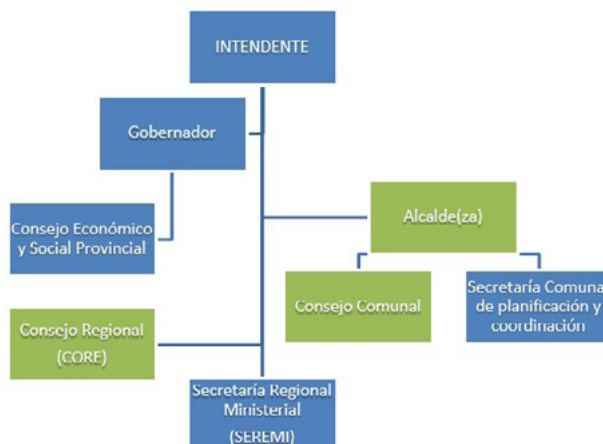 INTENDENTE
Gobernador
Consejo Económico
y Social Provincial
Alcalde(za)
Consejo Comunal
Secretaría Comunal
de planificación y
coordinación
Consejo Regional
(CORE)
Secretaría Regional
Ministerial
(SEREMI)